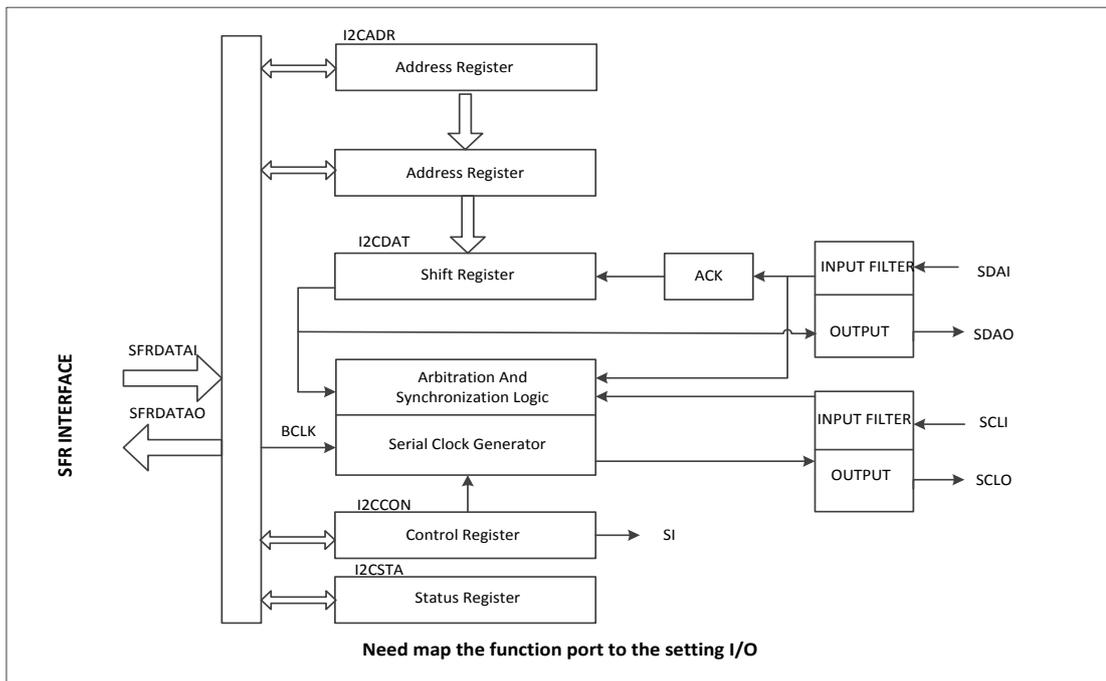 I2CADR
Address Register
Address Register
I2CDAT
Shift Register
ACK
INPUT FILTER
SDAI
OUTPUT
SDAO
SFR INTERFACE
SFRDATAI
SFRDATAO
Arbitration And
Synchronization Logic
BCLK
Serial Clock Generator
INPUT FILTER
SCLI
OUTPUT
SCLO
I2CCON
Control Register
SI
I2CSTA
Status Register
Need map the function port to the setting I/O